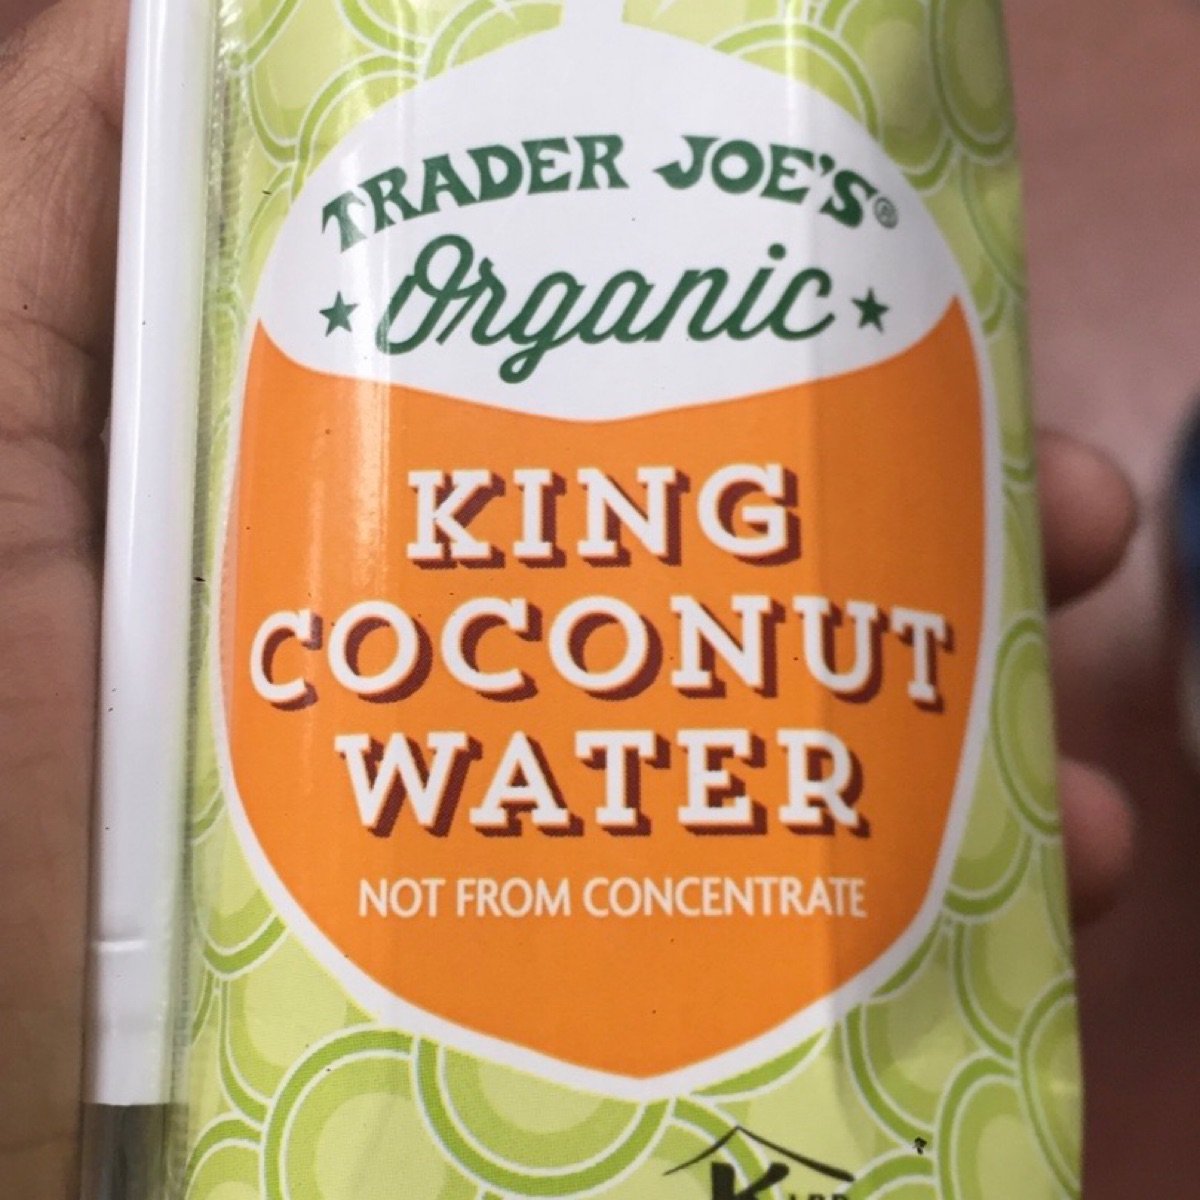 TRADER JOE'S®
Organic
KING
COCONUT
WATER
NOT FROM CONCENTRATE